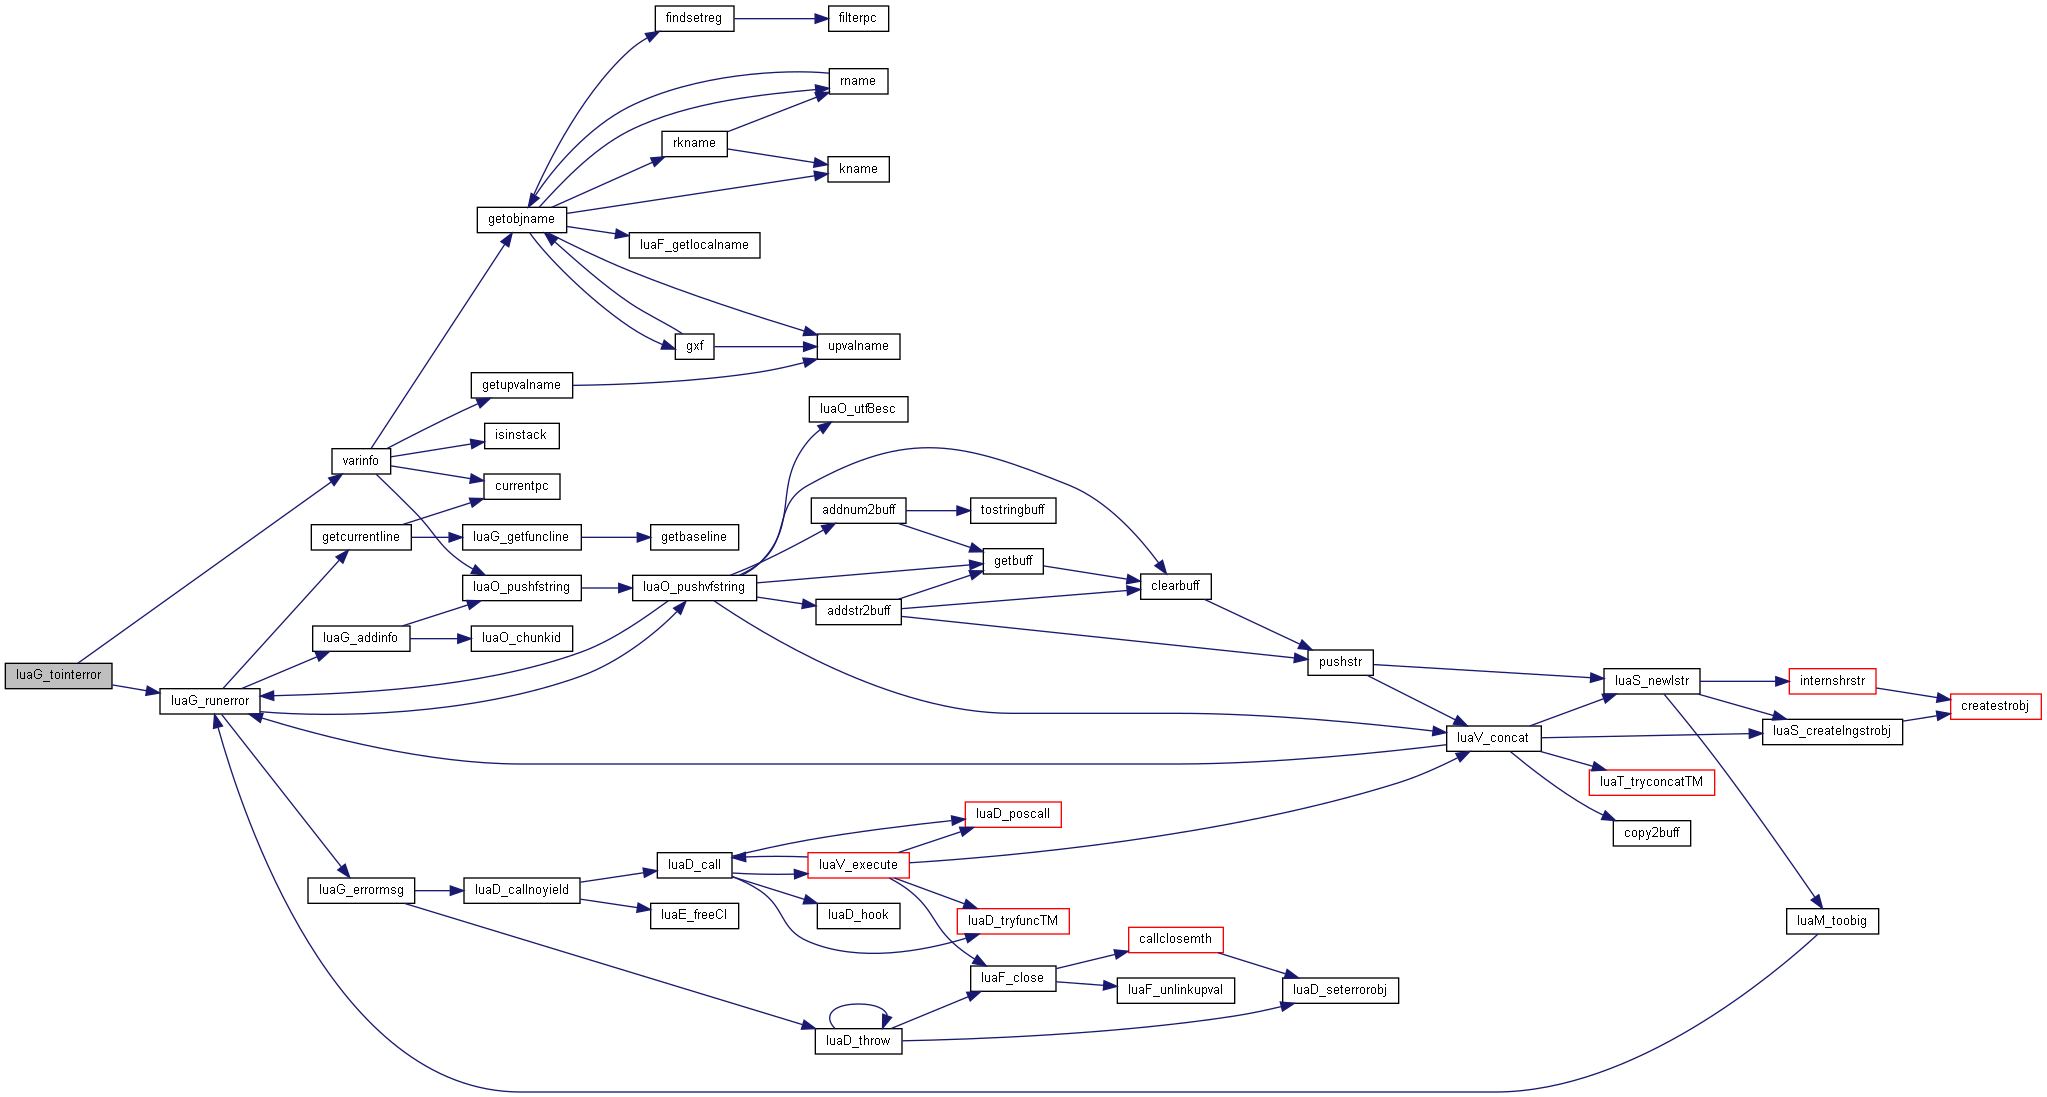 findsetreg
filterpc
rname
rkname
kname
getobjname
luaF_getlocalname
gxf
upvalname
getupvalname
luaO_utf8esc
isinstack
varinfo
currentpc
addnum2buff
tostringbuff
getcurrentline
luaG_getfuncline
getbaseline
getbuff
luaO_pushfstring
luaO_pushvfstring
clearbuff
addstr2buff
luaG_addinfo
luaO_chunkid
pushstr
luaG_tointerror
luaS_newlstr
internshrstr
luaG_runerror
createstrobj
luaS_createlngstrobj
luaV_concat
luaT_tryconcatTM
luaD_poscall
copy2buff
luaD_call
luaV_execute
luaG_errormsg
luaD_callnoyield
luaE_freeCI
luaD_hook
luaD_tryfuncTM
luaM_toobig
callclosemth
luaF_close
luaF_unlinkupval
luaD_seterrorobj
luaD_throw